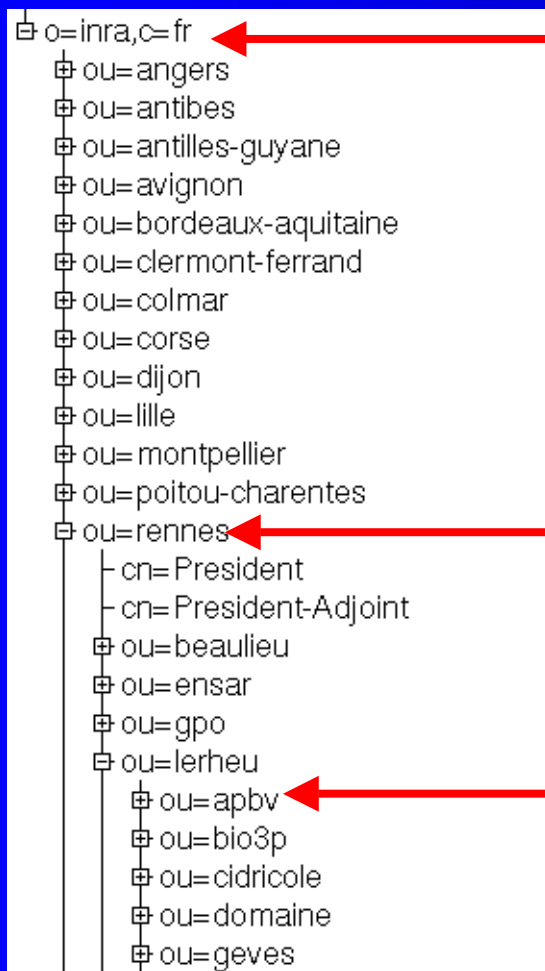 o=inra,c=fr
ou=angers
ou=antibes
ou=antilles-guyane
ou=avignon
ou=bordeaux-aquitaine
ou=clermont-ferrand
ou=colmar
ou=corse
ou=dijon
ou=lille
ou=montpellier
ou=poitou-charentes
ou=rennes
cn=President
cn=President-Adjoint
ou=beaulieu
ou=ensar
ou=gpo
ou=lerheu
ou=apbv
ou=bio3p
ou=cidricole
ou=domaine
ou=geves